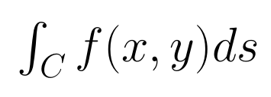 ∫_C f(x, y)ds